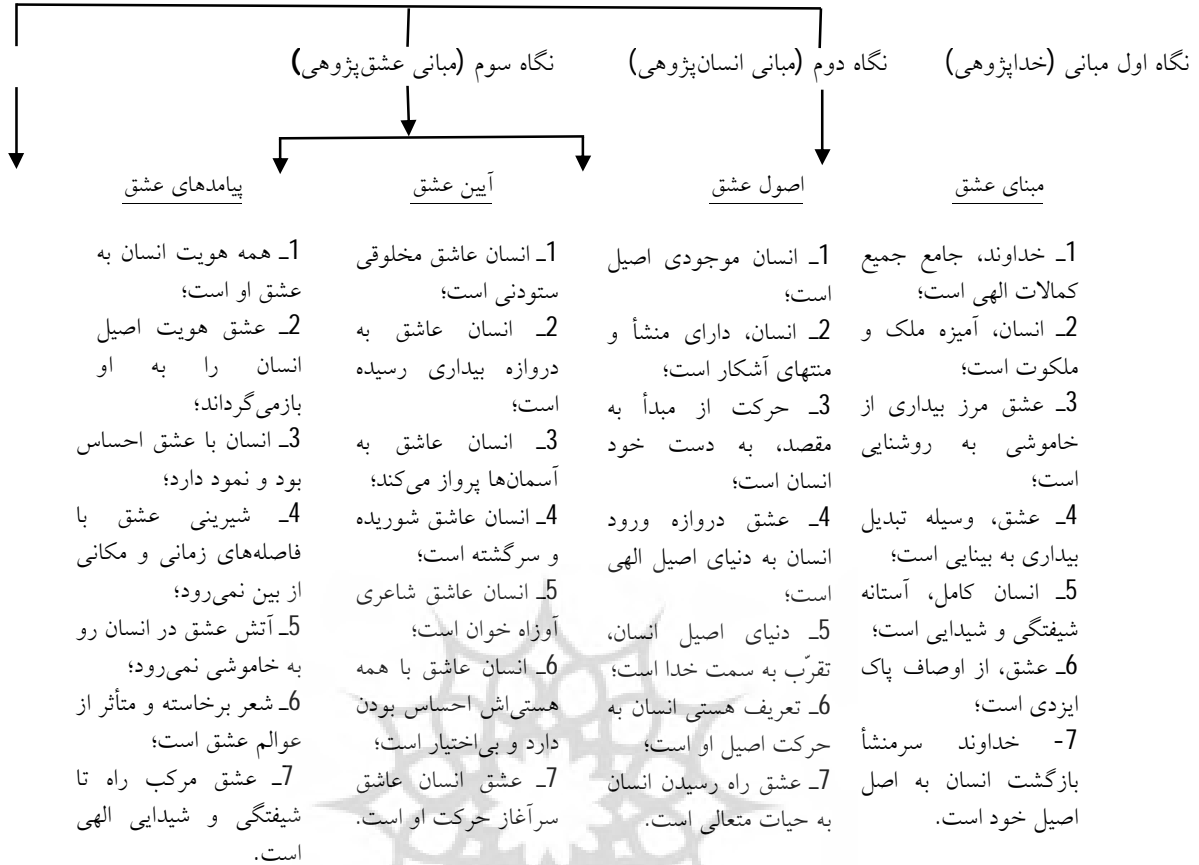 نگاه اول مبانی (خداپژوهی) نگاه دوم (مبانی انسان‌پژوهی) نگاه سوم (مبانی عشق‌پژوهی)
مبنای عشق
1ـ خداوند، جامع جمیع
کمالات الهی است؛
2ـ انسان، آمیزه ملک و
ملکوت است؛
3ـ عشق مرز بیداری از
خاموشی به روشنایی
است؛
4ـ عشق، وسیله تبدیل
بیداری به بینایی است؛
5ـ انسان کامل، آستانه
شیفتگی و شیدایی است؛
6ـ عشق، از اوصاف پاک
ایزدی است؛
7- خداوند سرمنشأ
بازگشت انسان به اصل
اصیل خود است.
اصول عشق
1ـ انسان موجودی اصیل
است؛
2ـ انسان، دارای منشأ و
منتهای آشکار است؛
3ـ حرکت از مبدأ به
مقصد، به دست خود
انسان است؛
4ـ عشق دروازه ورود
انسان به دنیای اصیل الهی
است؛
5ـ دنیای اصیل انسان،
تقرّب به سمت خدا است؛
6ـ تعریف هستی انسان به
حرکت اصیل او است؛
7ـ عشق راه رسیدن انسان
به حیات متعالی است.
آیین عشق
1ـ انسان عاشق مخلوقی
ستودنی است؛
2ـ انسان عاشق به
دروازه بیداری رسیده
است؛
3ـ انسان عاشق به
آسمان‌ها پرواز می‌کند؛
4ـ انسان عاشق شوریده
و سرگشته است؛
5ـ انسان عاشق شاعری
آوزاه خوان است؛
6ـ انسان عاشق با همه
هستی‌اش احساس بودن
دارد و بی‌اختیار است؛
7ـ عشق انسان عاشق
سرآغاز حرکت او است.
پیامدهای عشق
1ـ همه هویت انسان به
عشق او است؛
2ـ عشق هویت اصیل
انسان را به او
بازمی‌گرداند؛
3ـ انسان با عشق احساس
بود و نمود دارد؛
4ـ شیرینی عشق با
فاصله‌های زمانی و مکانی
از بین نمی‌رود؛
5ـ آتش عشق در انسان رو
به خاموشی نمی‌رود؛
6ـ شعر برخاسته و متأثر از
عوالم عشق است؛
7ـ عشق مرکب راه تا
شیفتگی و شیدایی الهی
است.